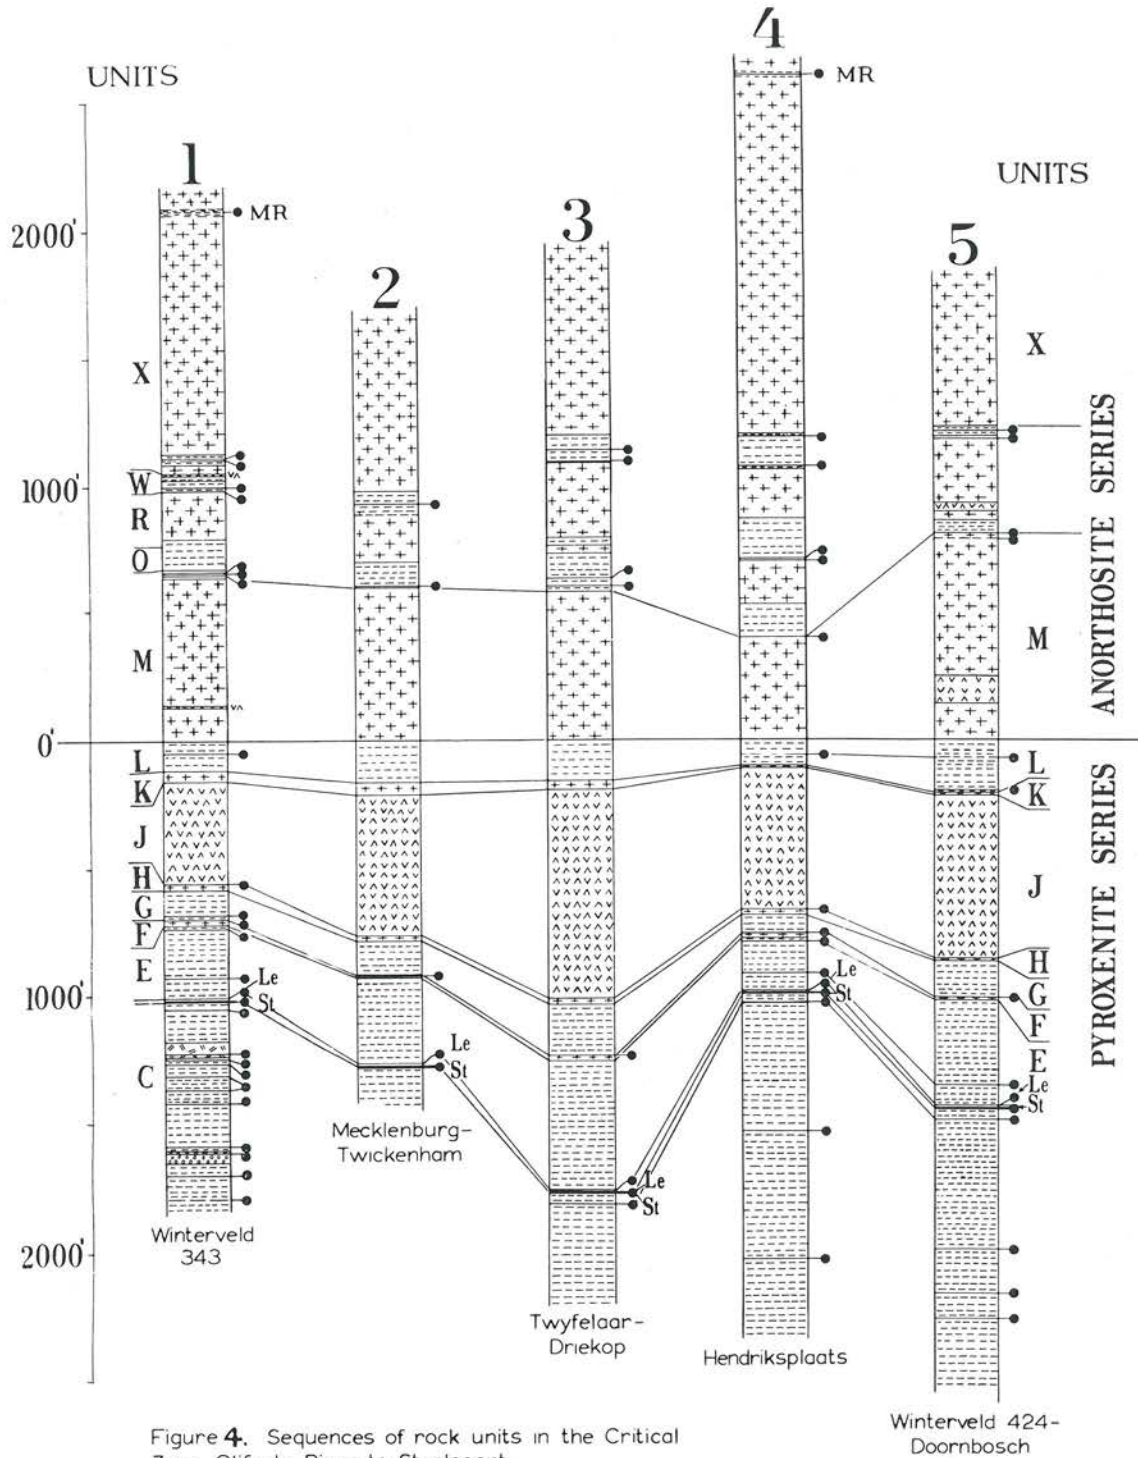 UNITS
1
2
3
4
5
UNITS
MR
MR
2000'
1000'
0'
1000'
2000'
X
W
R
O
M
L
K
J
H
G
F
E
C
Le
St
Le
St
Le
St
Le
St
Le
St
X
M
L
K
J
H
G
F
E
ANORTHOSITE SERIES
PYROXENITE SERIES
Winterveld
343
Mecklenburg-
Twickenham
Twyfelaar-
Driekop
Hendriksplaats
Winterveld 424-
Doornbosch
Figure 4. Sequences of rock units in the Critical